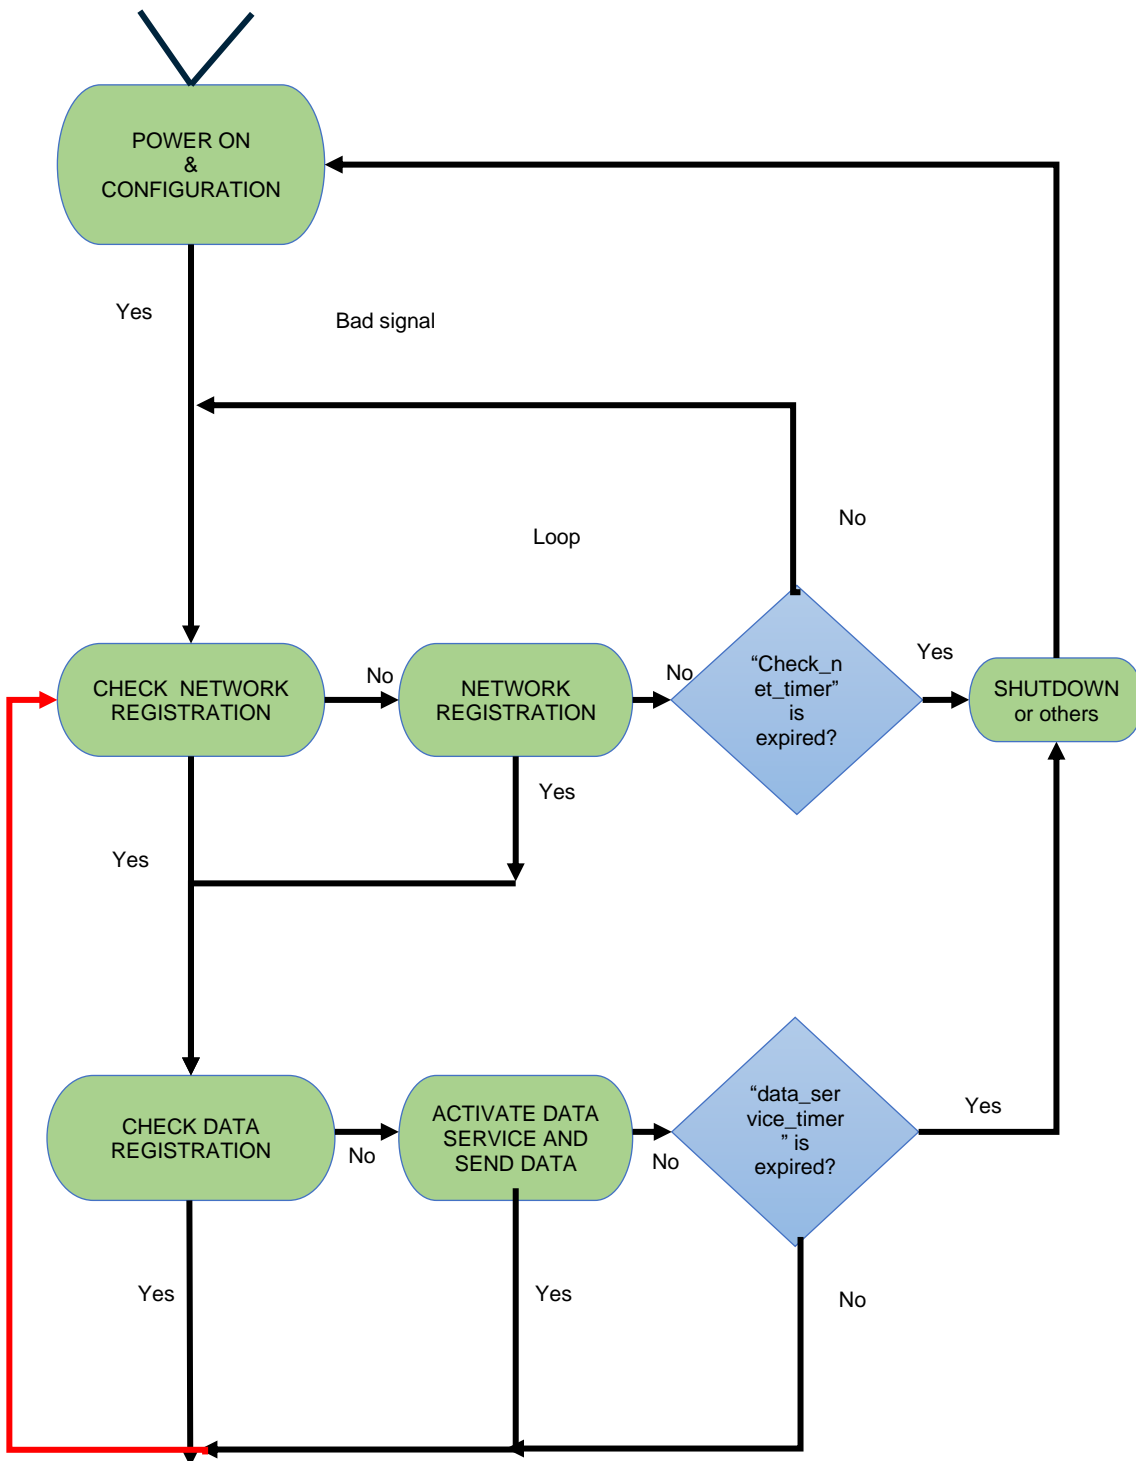 POWER ON
&
CONFIGURATION
Yes
Bad signal
No
Loop
CHECK  NETWORK
REGISTRATION
No
NETWORK
REGISTRATION
No
“Check_n
et_timer”
is
expired?
Yes
SHUTDOWN
or others
Yes
Yes
CHECK DATA
REGISTRATION
No
ACTIVATE DATA
SERVICE AND
SEND DATA
No
“data_ser
vice_timer
” is
expired?
Yes
Yes
Yes
No